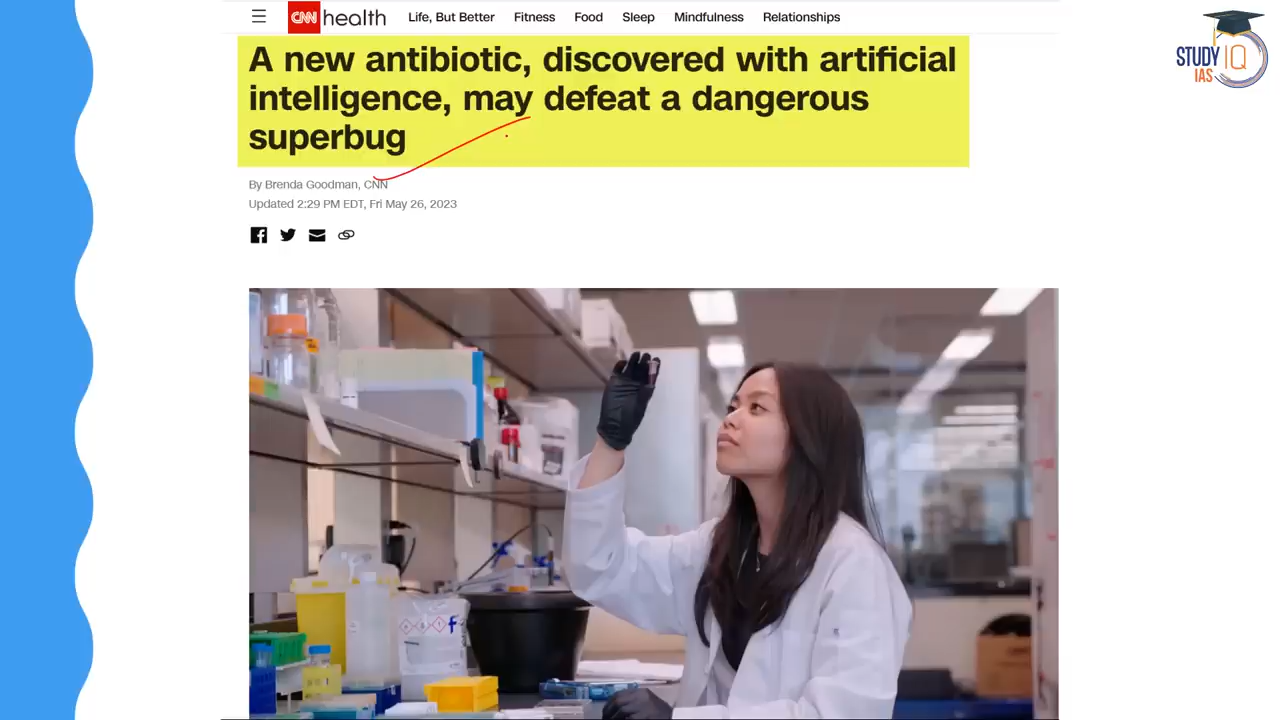 CNN health Life, But Better Fitness Food Sleep Mindfulness Relationships
STUDY IQ
IAS
A new antibiotic, discovered with artificial
intelligence, may defeat a dangerous
superbug
By Brenda Goodman, CNN
Updated 2:29 PM EDT, Fri May 26, 2023